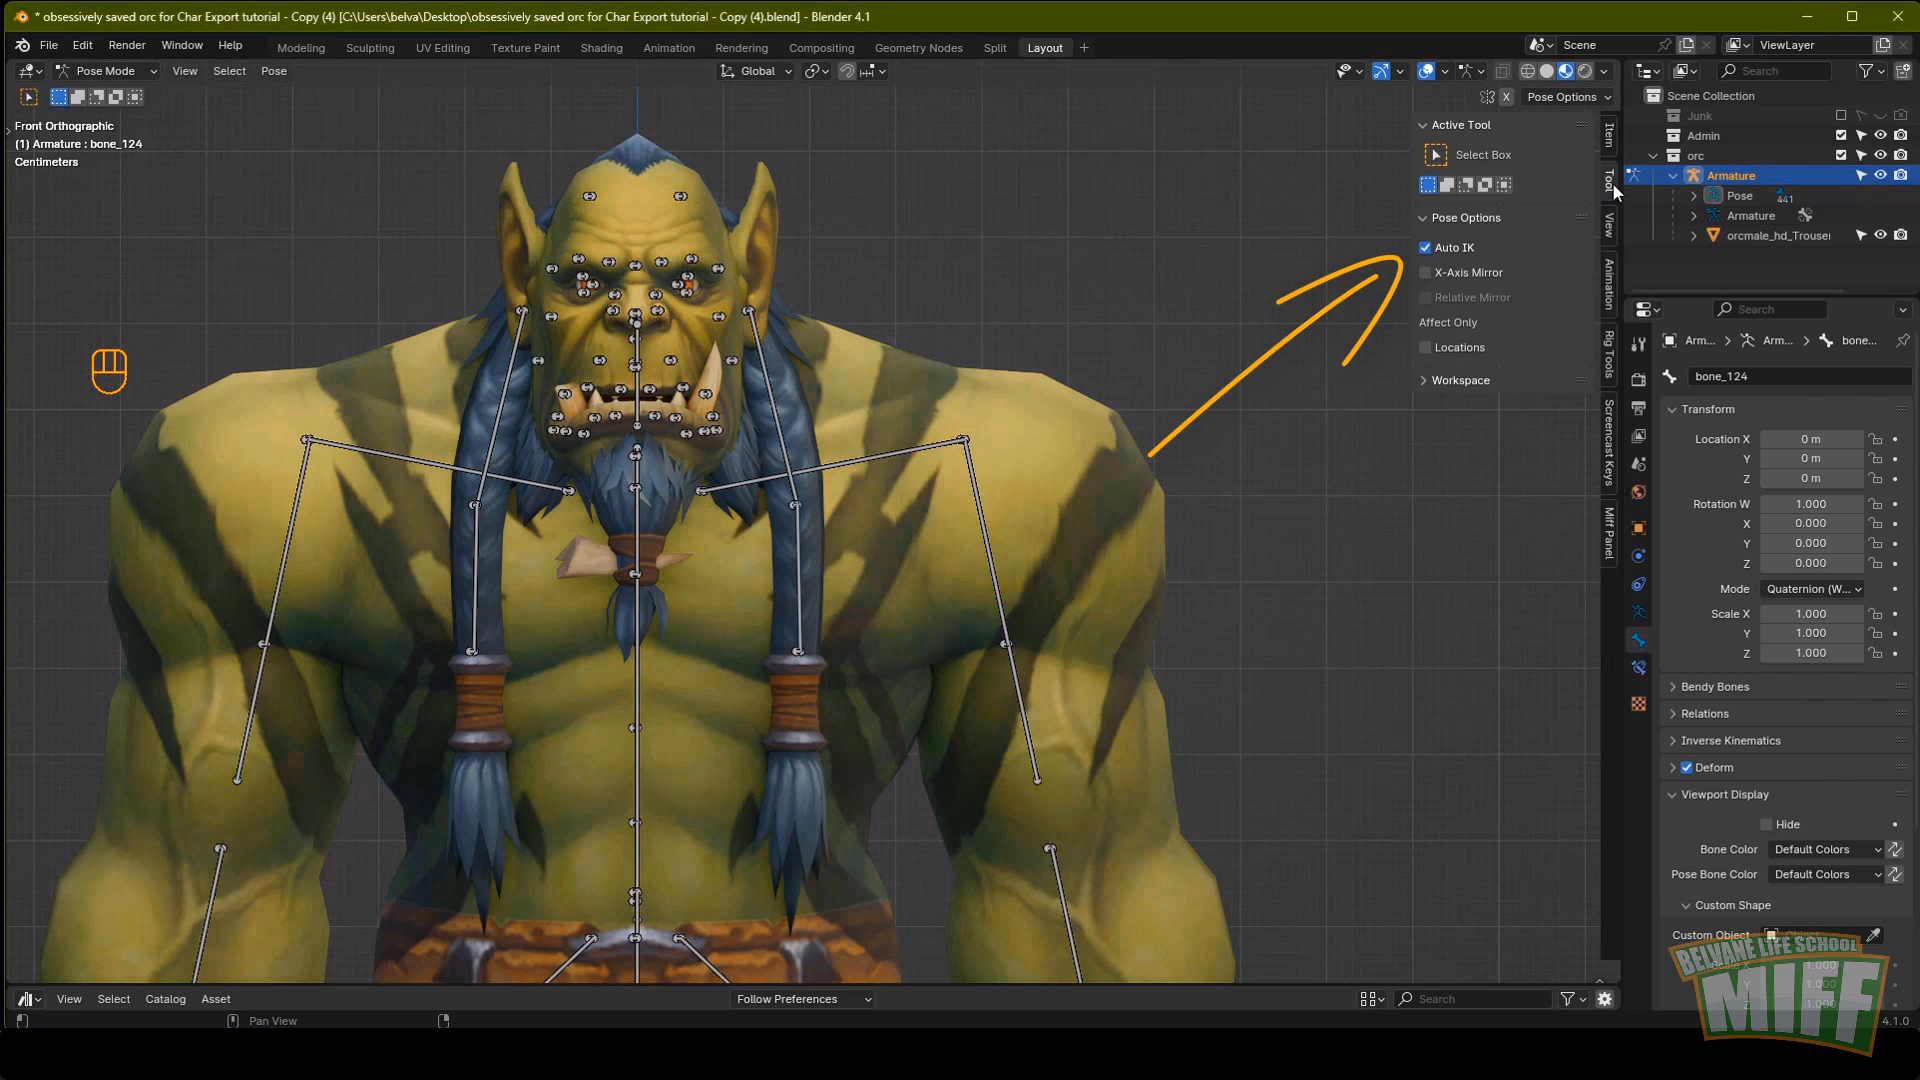 * obsessively saved orc for Char Export tutorial - Copy (4) [C:\Users\belva\Desktop\obsessively saved orc for Char Export tutorial - Copy (4).blend] - Blender 4.1
File Edit Render Window Help Modeling Sculpting UV Editing Texture Paint Shading Animation Rendering Compositing Geometry Nodes Split Layout + Scene ViewLayer
Pose Mode View Select Pose Global Search
X Pose Options
Scene Collection
Junk
Admin
orc
Armature
Pose 441
Armature
orcmale_hd_Trouser
Front Orthographic
(1) Armature : bone_124
Centimeters
Active Tool
Select Box
Pose Options
Auto IK
X-Axis Mirror
Relative Mirror
Affect Only
Locations
Workspace
Item
Tool
View
Animation
Rig Tools
Screencast Keys
Miff Panel
Search
Arm... > Arm... > bone...
bone_124
Transform
Location X 0 m
Y 0 m
Z 0 m
Rotation W 1.000
X 0.000
Y 0.000
Z 0.000
Mode Quaternion (W...
Scale X 1.000
Y 1.000
Z 1.000
Bendy Bones
Relations
Inverse Kinematics
Deform
Viewport Display
Hide
Bone Color Default Colors
Pose Bone Color Default Colors
Custom Shape
Custom Object
1.000
1.000
1.000
BELVANE LIFE SCHOOL
MIFF
View Select Catalog Asset Follow Preferences Search
Pan View 4.1.0